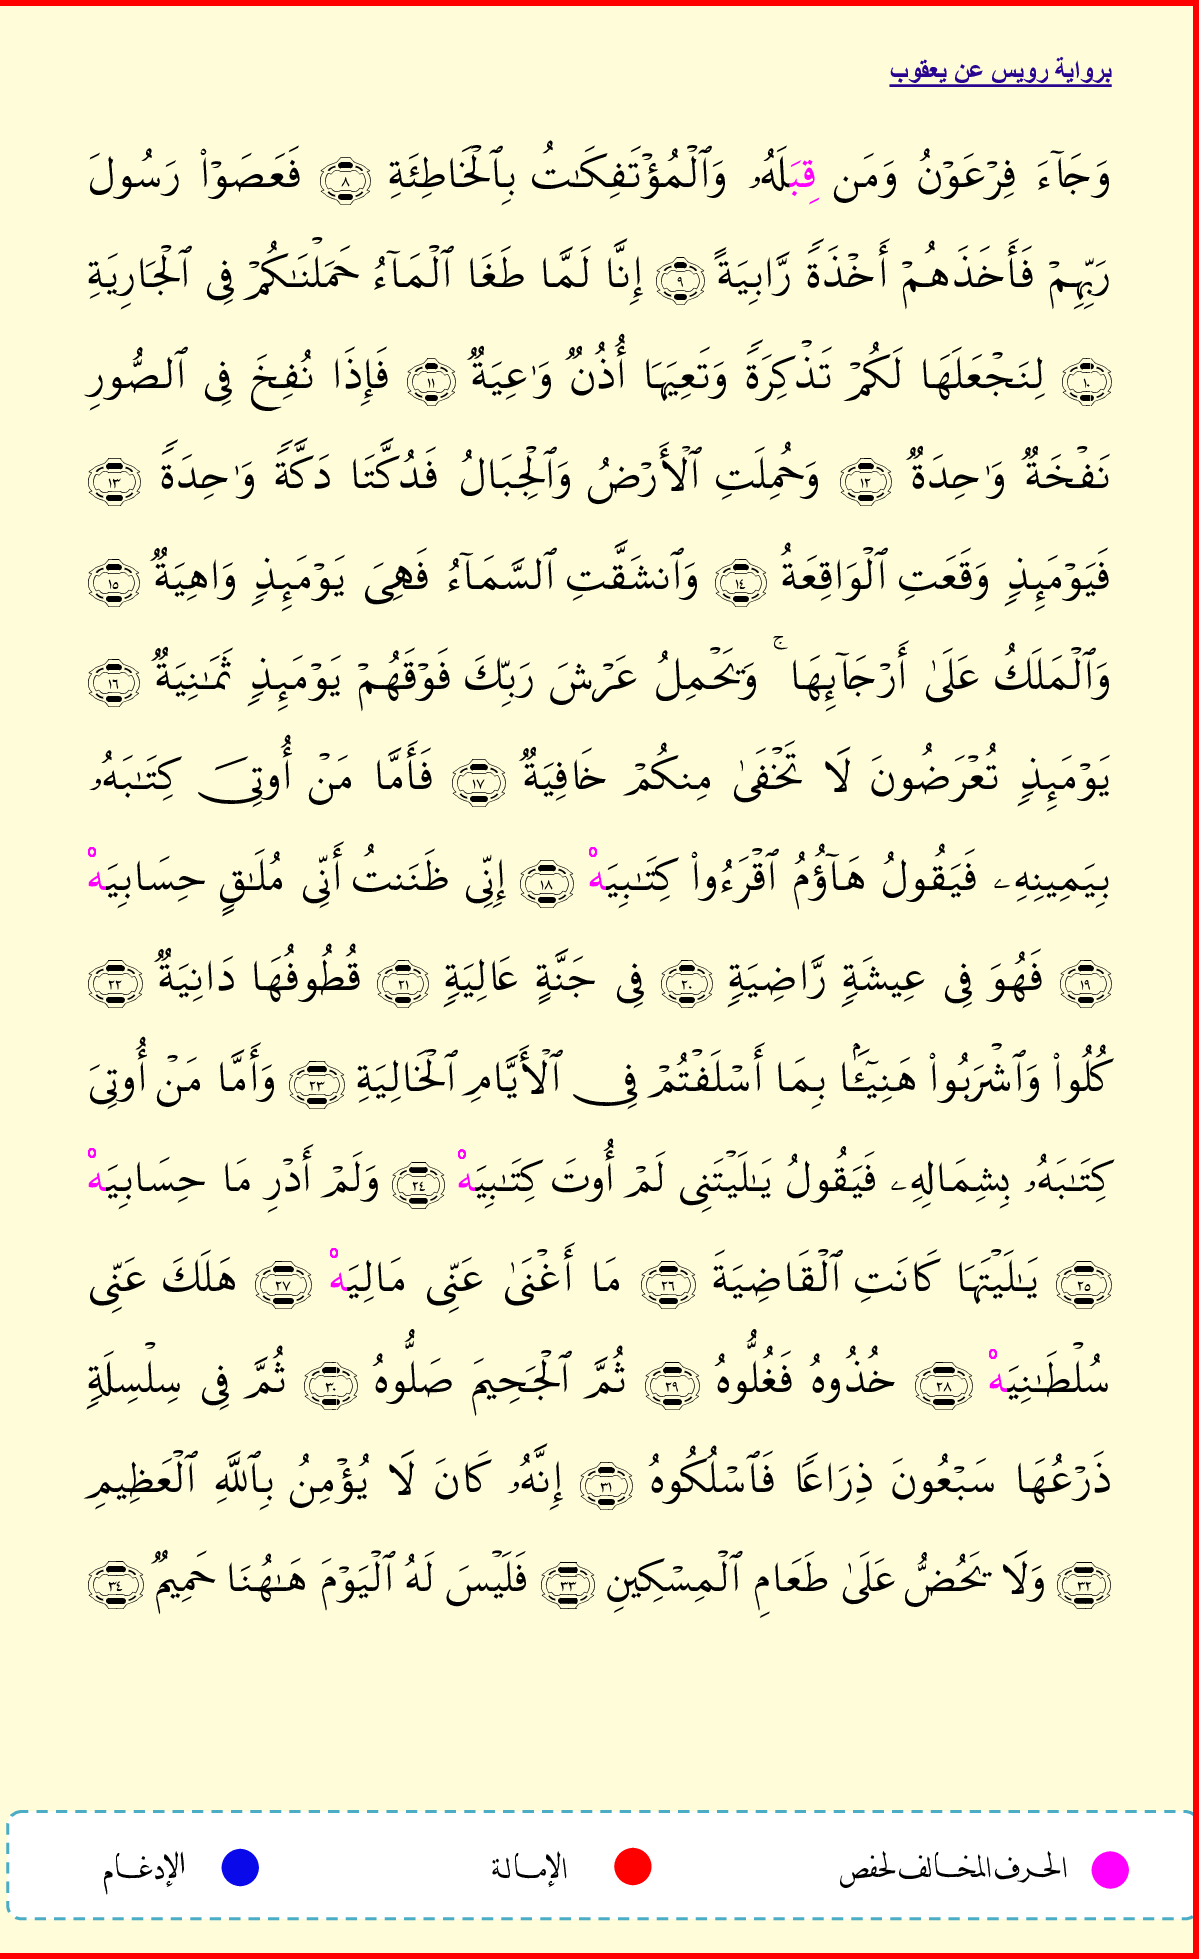 برواية رويس عن يعقوب
وَجَآءَ فِرْعَوْنُ وَمَن قِبَلَهُۥ وَٱلْمُؤْتَفِكَٰتُ بِٱلْخَاطِئَةِ ٨ فَعَصَوْا۟ رَسُولَ
رَبِّهِمْ فَأَخَذَهُمْ أَخْذَةً رَّابِيَةً ٩ إِنَّا لَمَّا طَغَا ٱلْمَآءُ حَمَلْنَٰكُمْ فِى ٱلْجَارِيَةِ
١٠ لِنَجْعَلَهَا لَكُمْ تَذْكِرَةً وَتَعِيَهَا أُذُنٌ وَٰعِيَةٌ ١١ فَإِذَا نُفِخَ فِى ٱلصُّورِ
نَفْخَةٌ وَٰحِدَةٌ ١٢ وَحُمِلَتِ ٱلْأَرْضُ وَٱلْجِبَالُ فَدُكَّتَا دَكَّةً وَٰحِدَةً ١٣
فَيَوْمَئِذٍ وَقَعَتِ ٱلْوَاقِعَةُ ١٤ وَٱنشَقَّتِ ٱلسَّمَآءُ فَهِىَ يَوْمَئِذٍ وَاهِيَةٌ ١٥
وَٱلْمَلَكُ عَلَىٰ أَرْجَآئِهَا ۚ وَيَحْمِلُ عَرْشَ رَبِّكَ فَوْقَهُمْ يَوْمَئِذٍ ثَمَٰنِيَةٌ ١٦
يَوْمَئِذٍ تُعْرَضُونَ لَا تَخْفَىٰ مِنكُمْ خَافِيَةٌ ١٧ فَأَمَّا مَنْ أُوتِىَ كِتَٰبَهُۥ
بِيَمِينِهِۦ فَيَقُولُ هَآؤُمُ ٱقْرَءُوا۟ كِتَٰبِيَهْ ١٨ إِنِّى ظَنَنتُ أَنِّى مُلَٰقٍ حِسَابِيَهْ
١٩ فَهُوَ فِى عِيشَةٍ رَّاضِيَةٍ ٢٠ فِى جَنَّةٍ عَالِيَةٍ ٢١ قُطُوفُهَا دَانِيَةٌ ٢٢
كُلُوا۟ وَٱشْرَبُوا۟ هَنِيٓـًٔۢا بِمَا أَسْلَفْتُمْ فِى ٱلْأَيَّامِ ٱلْخَالِيَةِ ٢٣ وَأَمَّا مَنْ أُوتِىَ
كِتَٰبَهُۥ بِشِمَالِهِۦ فَيَقُولُ يَٰلَيْتَنِى لَمْ أُوتَ كِتَٰبِيَهْ ٢٤ وَلَمْ أَدْرِ مَا حِسَابِيَهْ
٢٥ يَٰلَيْتَهَا كَانَتِ ٱلْقَاضِيَةَ ٢٦ مَا أَغْنَىٰ عَنِّى مَالِيَهْ ٢٧ هَلَكَ عَنِّى
سُلْطَٰنِيَهْ ٢٨ خُذُوهُ فَغُلُّوهُ ٢٩ ثُمَّ ٱلْجَحِيمَ صَلُّوهُ ٣٠ ثُمَّ فِى سِلْسِلَةٍ
ذَرْعُهَا سَبْعُونَ ذِرَاعًا فَٱسْلُكُوهُ ٣١ إِنَّهُۥ كَانَ لَا يُؤْمِنُ بِٱللَّهِ ٱلْعَظِيمِ
٣٢ وَلَا يَحُضُّ عَلَىٰ طَعَامِ ٱلْمِسْكِينِ ٣٣ فَلَيْسَ لَهُ ٱلْيَوْمَ هَٰهُنَا حَمِيمٌ ٣٤
الحرف المخالف لحفص الإمالة الإدغام